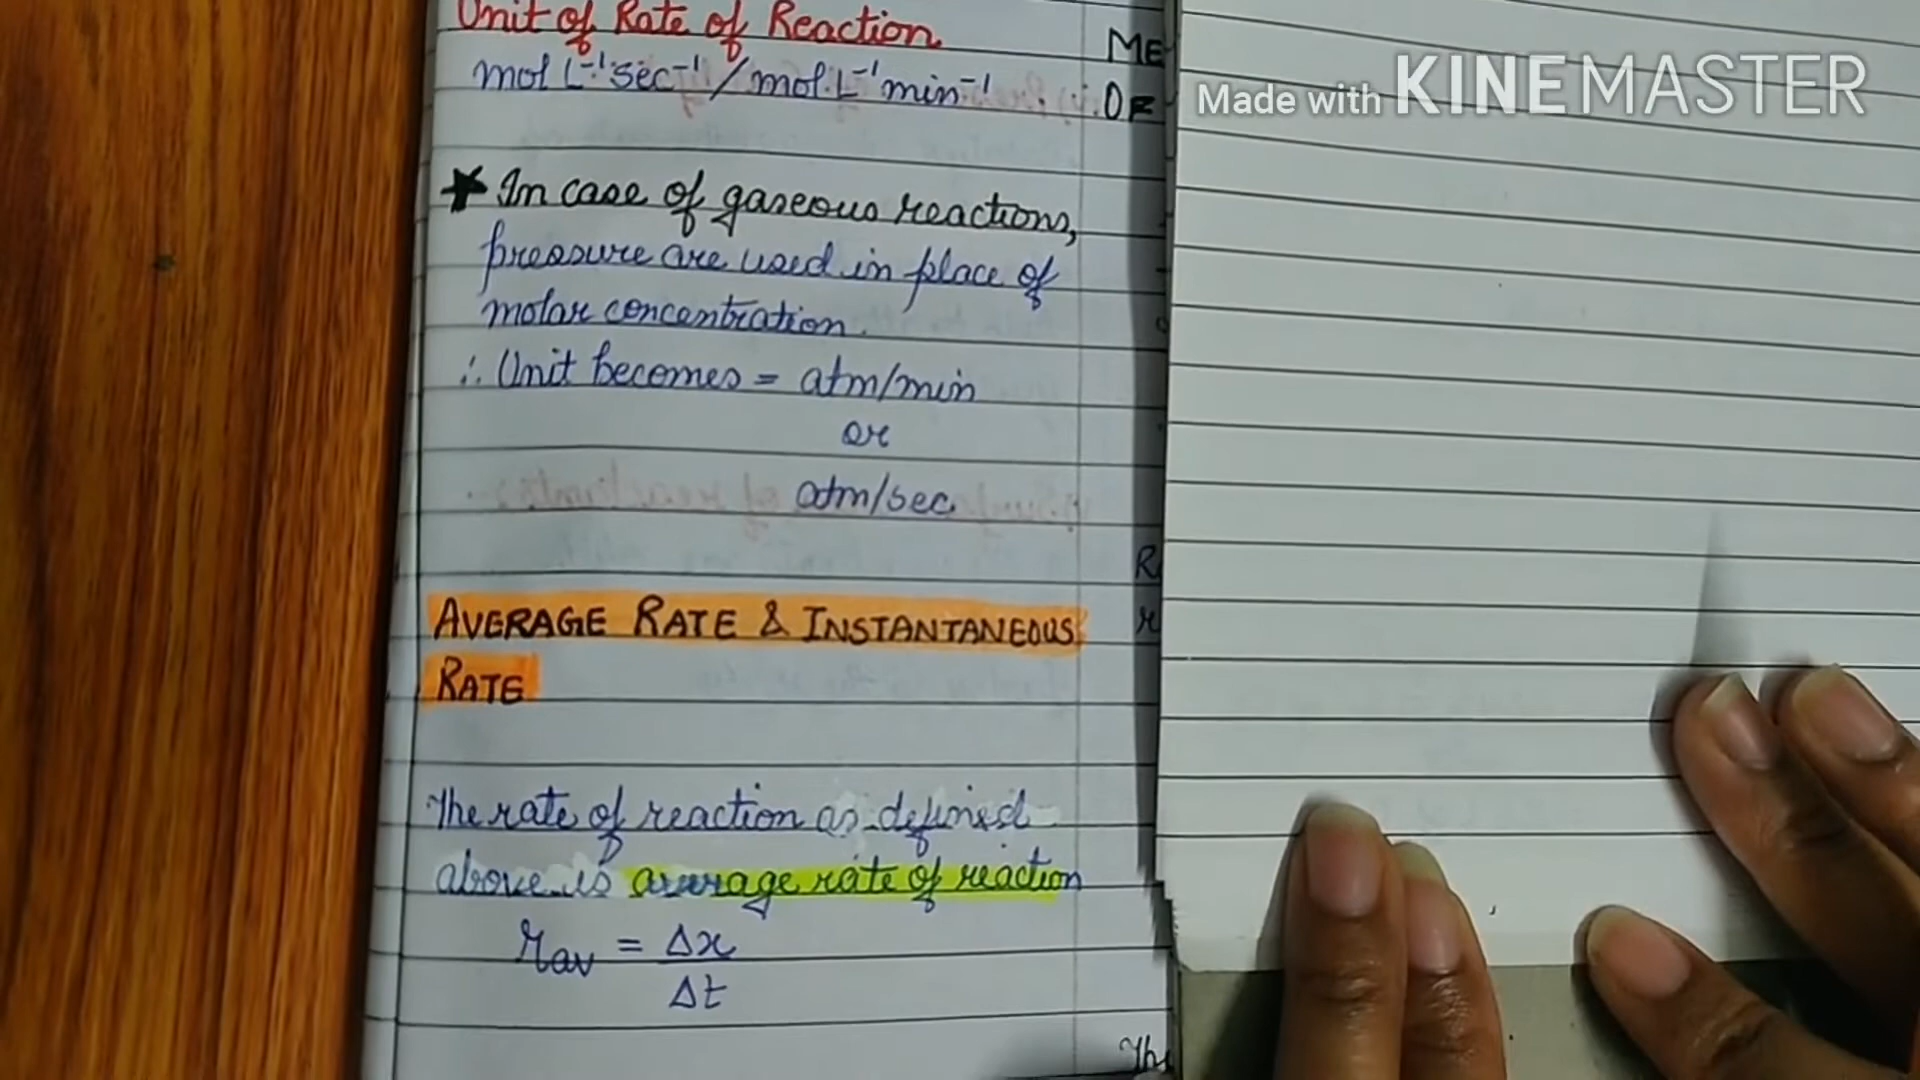 Unit of Rate of Reaction
mol L⁻¹ sec⁻¹ / mol L⁻¹ min⁻¹
★ In case of gaseous reactions,
pressure are used in place of
molar concentration.
∴ Unit becomes = atm/min
or
atm/sec
AVERAGE RATE & INSTANTANEOUS
RATE
The rate of reaction as defined
above is average rate of reaction
rav = Δx
Δt
ME
OF
R
r
The
Made with KINEMASTER